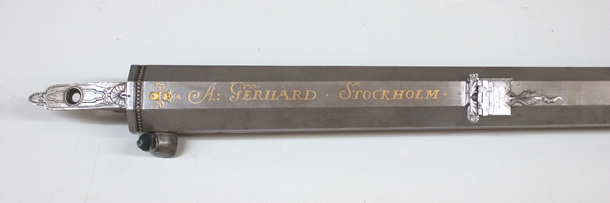 A: GERHARD · STOCKHOLM ·